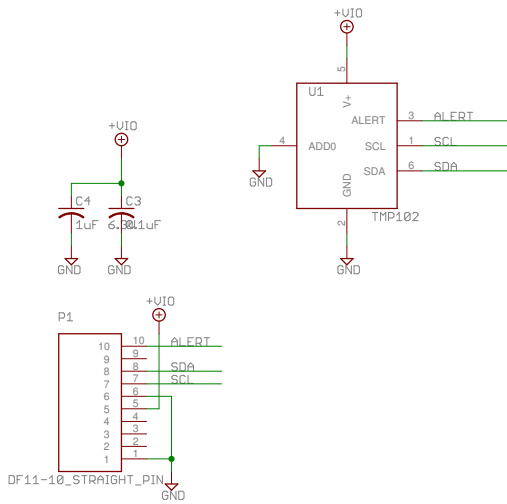 +VIO
5
U1
V+
ALERT
3
ALERT
4
ADD0
SCL
1
SCL
SDA
6
SDA
GND
GND
2
TMP102
GND
+VIO
C4
C3
1uF
0.1uF
GND
GND
+VIO
P1
10
10
ALERT
9
9
8
8
SDA
7
7
SCL
6
6
5
5
4
4
3
3
2
2
1
1
DF11-10_STRAIGHT_PIN
GND